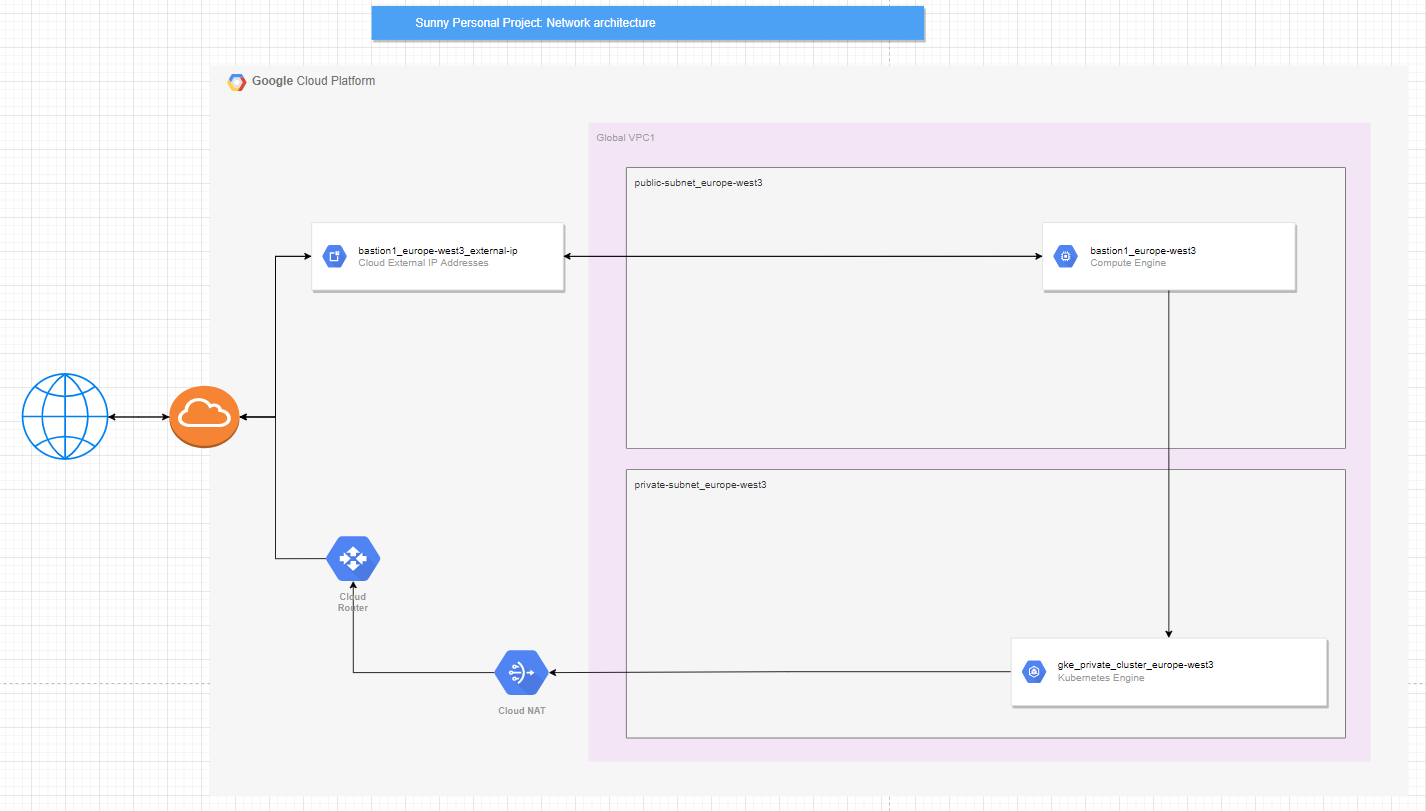 Sunny Personal Project: Network architecture
Google Cloud Platform
Global VPC1
public-subnet_europe-west3
bastion1_europe-west3_external-ip
Cloud External IP Addresses
bastion1_europe-west3
Compute Engine
private-subnet_europe-west3
Cloud
Router
gke_private_cluster_europe-west3
Kubernetes Engine
Cloud NAT